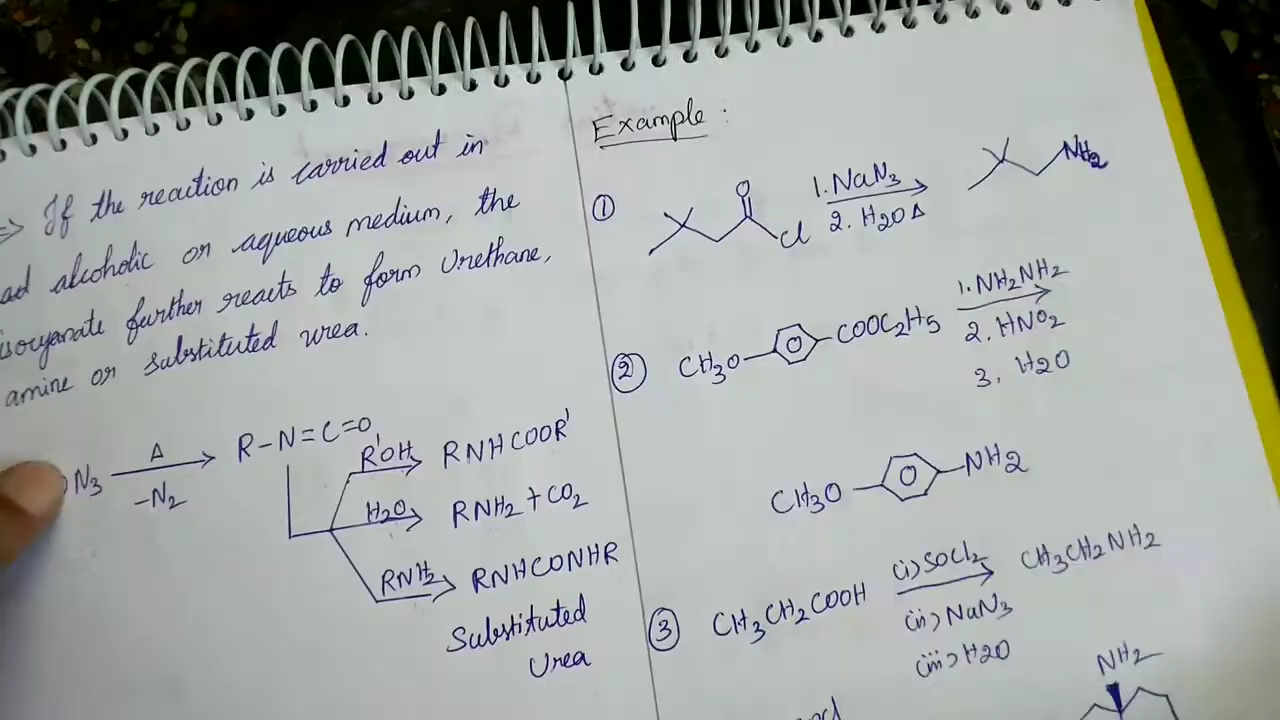 => If the reaction is carried out in
ad alcoholic or aqueous medium, the
isocyanate further reacts to form Urethane,
amine or substituted urea.
N3 Δ -N2 R-N=C=O
R'OH RNHCOOR'
H2O RNH2 + CO2
RNH2 RNHCONHR
Substituted
Urea
Example :
① O Cl 1. NaN3 NH2
2. H2O Δ
② CH3O COOC2H5 1. NH2NH2
2. HNO2
3. H2O
CH3O NH2
③ CH3CH2COOH (i) SOCl2 CH3CH2NH2
(ii) NaN3
(iii) H2O
NH2